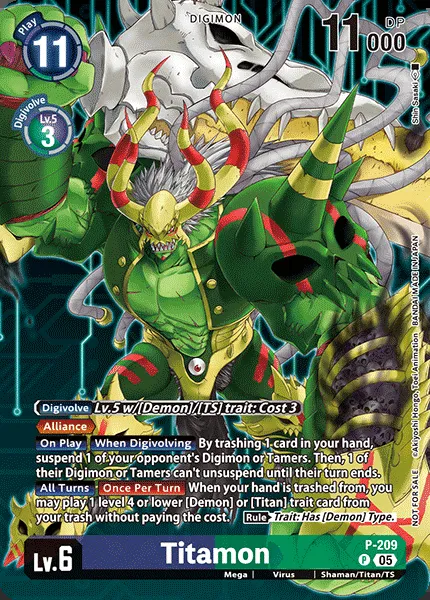 DIGIMON
Play
11
11000
DP
Digivolve
Lv.5
3
Shin Sasaki
Digivolve Lv.5 w/[Demon]/[TS] trait: Cost 3
Alliance
On Play When Digivolving By trashing 1 card in your hand,
suspend 1 of your opponent's Digimon or Tamers. Then, 1 of
their Digimon or Tamers can't unsuspend until their turn ends.
All Turns Once Per Turn When your hand is trashed from, you
may play 1 level 4 or lower [Demon] or [Titan] trait card from
your trash without paying the cost. Rule Trait: Has [Demon] Type.
NOT FOR SALE ©Akiyoshi Hongo, Toei Animation BANDAI MADE IN JAPAN
Lv.6
Titamon
P-209
P 05
Mega | Virus | Shaman/Titan/TS